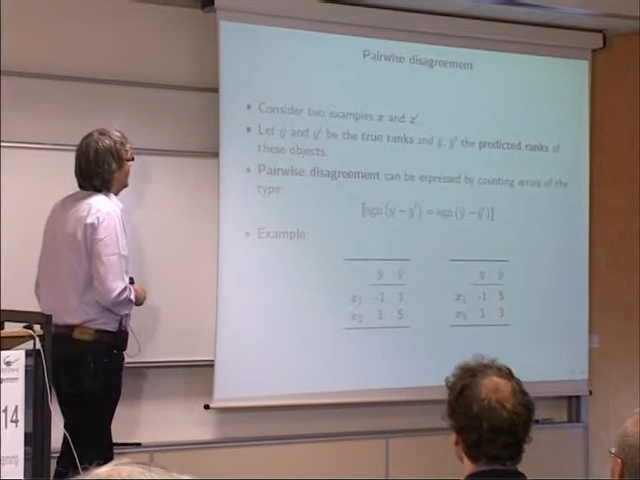 Pairwise disagreement
• Consider two examples x and x′.
• Let y and y′ be the true ranks and ŷ, ŷ′ the predicted ranks of
these objects.
• Pairwise disagreement can be expressed by counting errors of the
type:
[[sgn(y − y′) = sgn(ŷ − ŷ′)]]
• Example:
y ŷ y ŷ
x₁ -1 3 x₁ -1 5
x₂ 1 5 x₂ 1 3
14